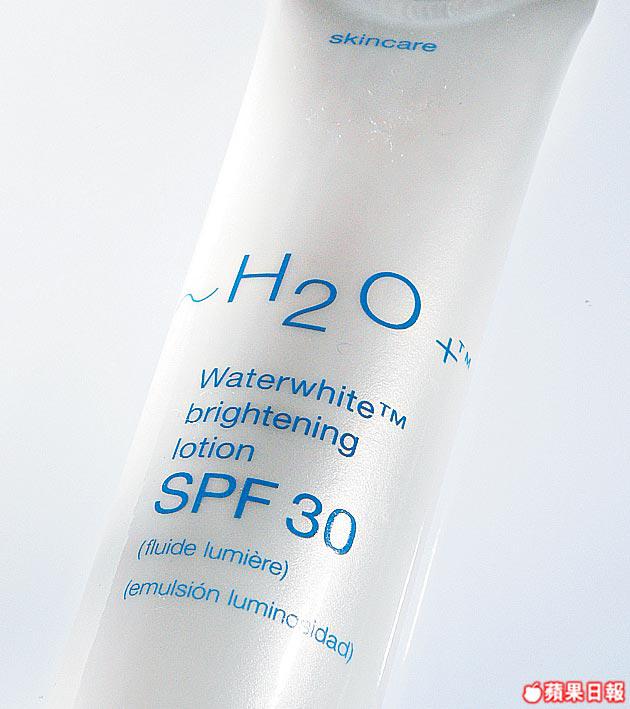 skincare
~H2O+™
Waterwhite™
brightening
lotion
SPF 30
(fluide lumière)
(emulsión luminosidad)
蘋果日報